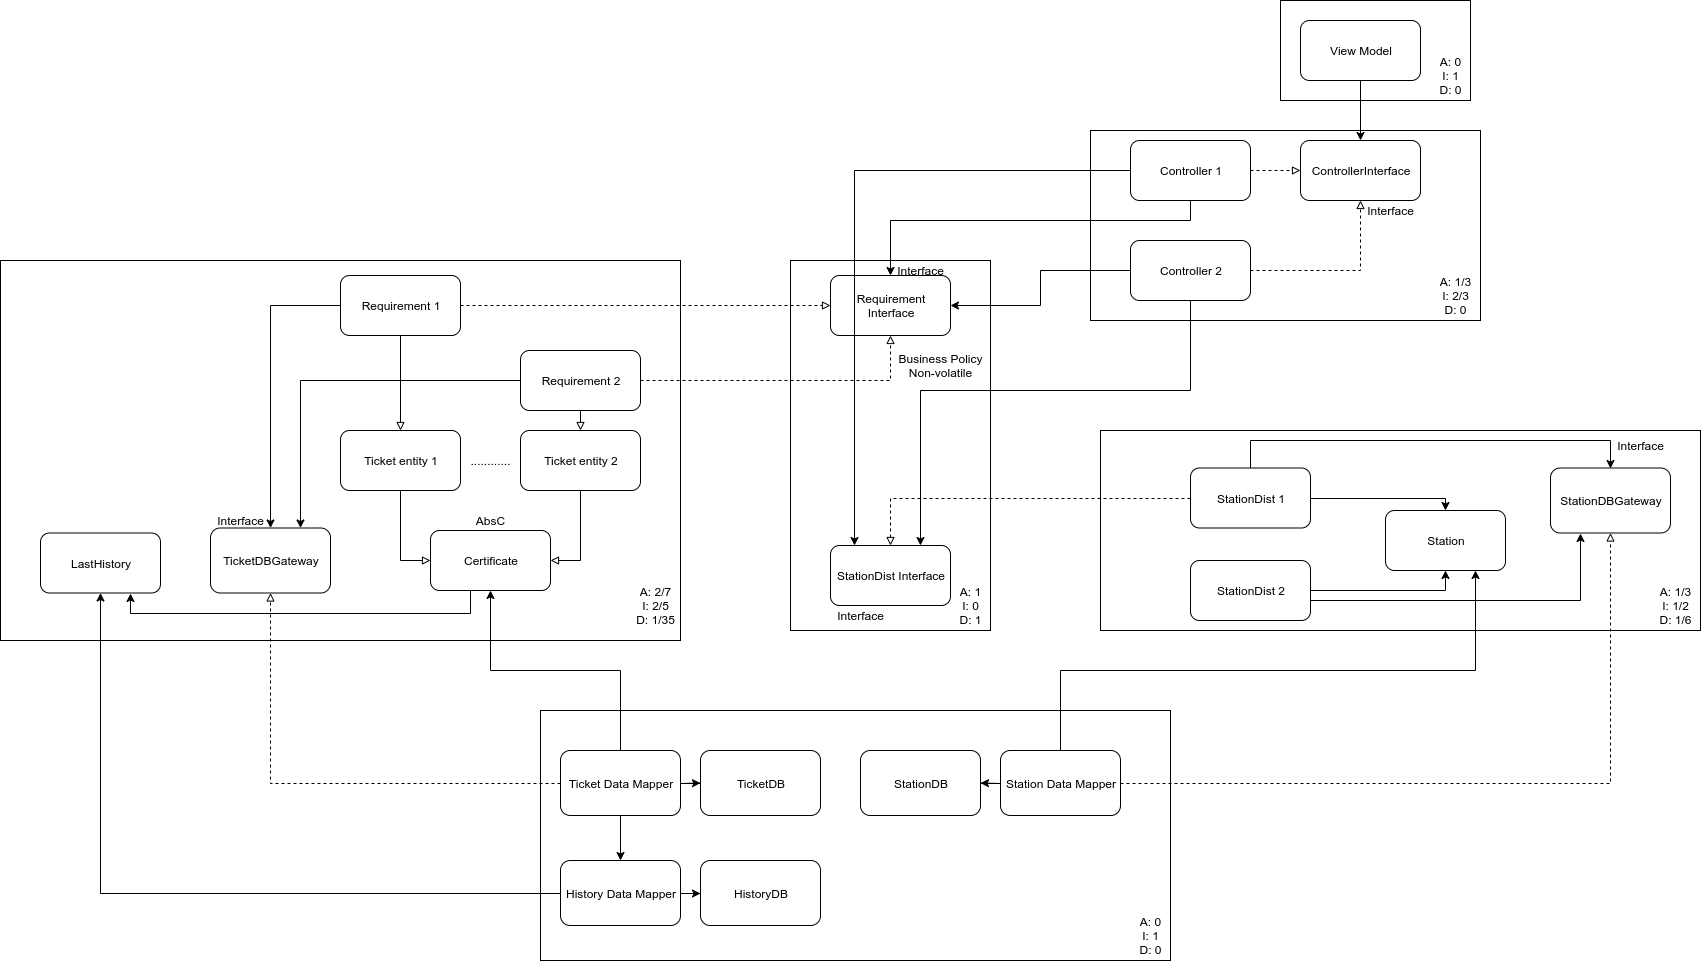 View Model
A: 0
I: 1
D: 0
Controller 1
ControllerInterface
Interface
Controller 2
A: 1/3
I: 2/3
D: 0
Requirement 1
Requirement 2
Ticket entity 1
............
Ticket entity 2
Interface
AbsC
LastHistory
TicketDBGateway
Certificate
A: 2/7
I: 2/5
D: 1/35
Interface
Requirement
Interface
Business Policy
Non-volatile
StationDist Interface
Interface
A: 1
I: 0
D: 1
Interface
StationDist 1
StationDBGateway
Station
StationDist 2
A: 1/3
I: 1/2
D: 1/6
Ticket Data Mapper
TicketDB
StationDB
Station Data Mapper
History Data Mapper
HistoryDB
A: 0
I: 1
D: 0